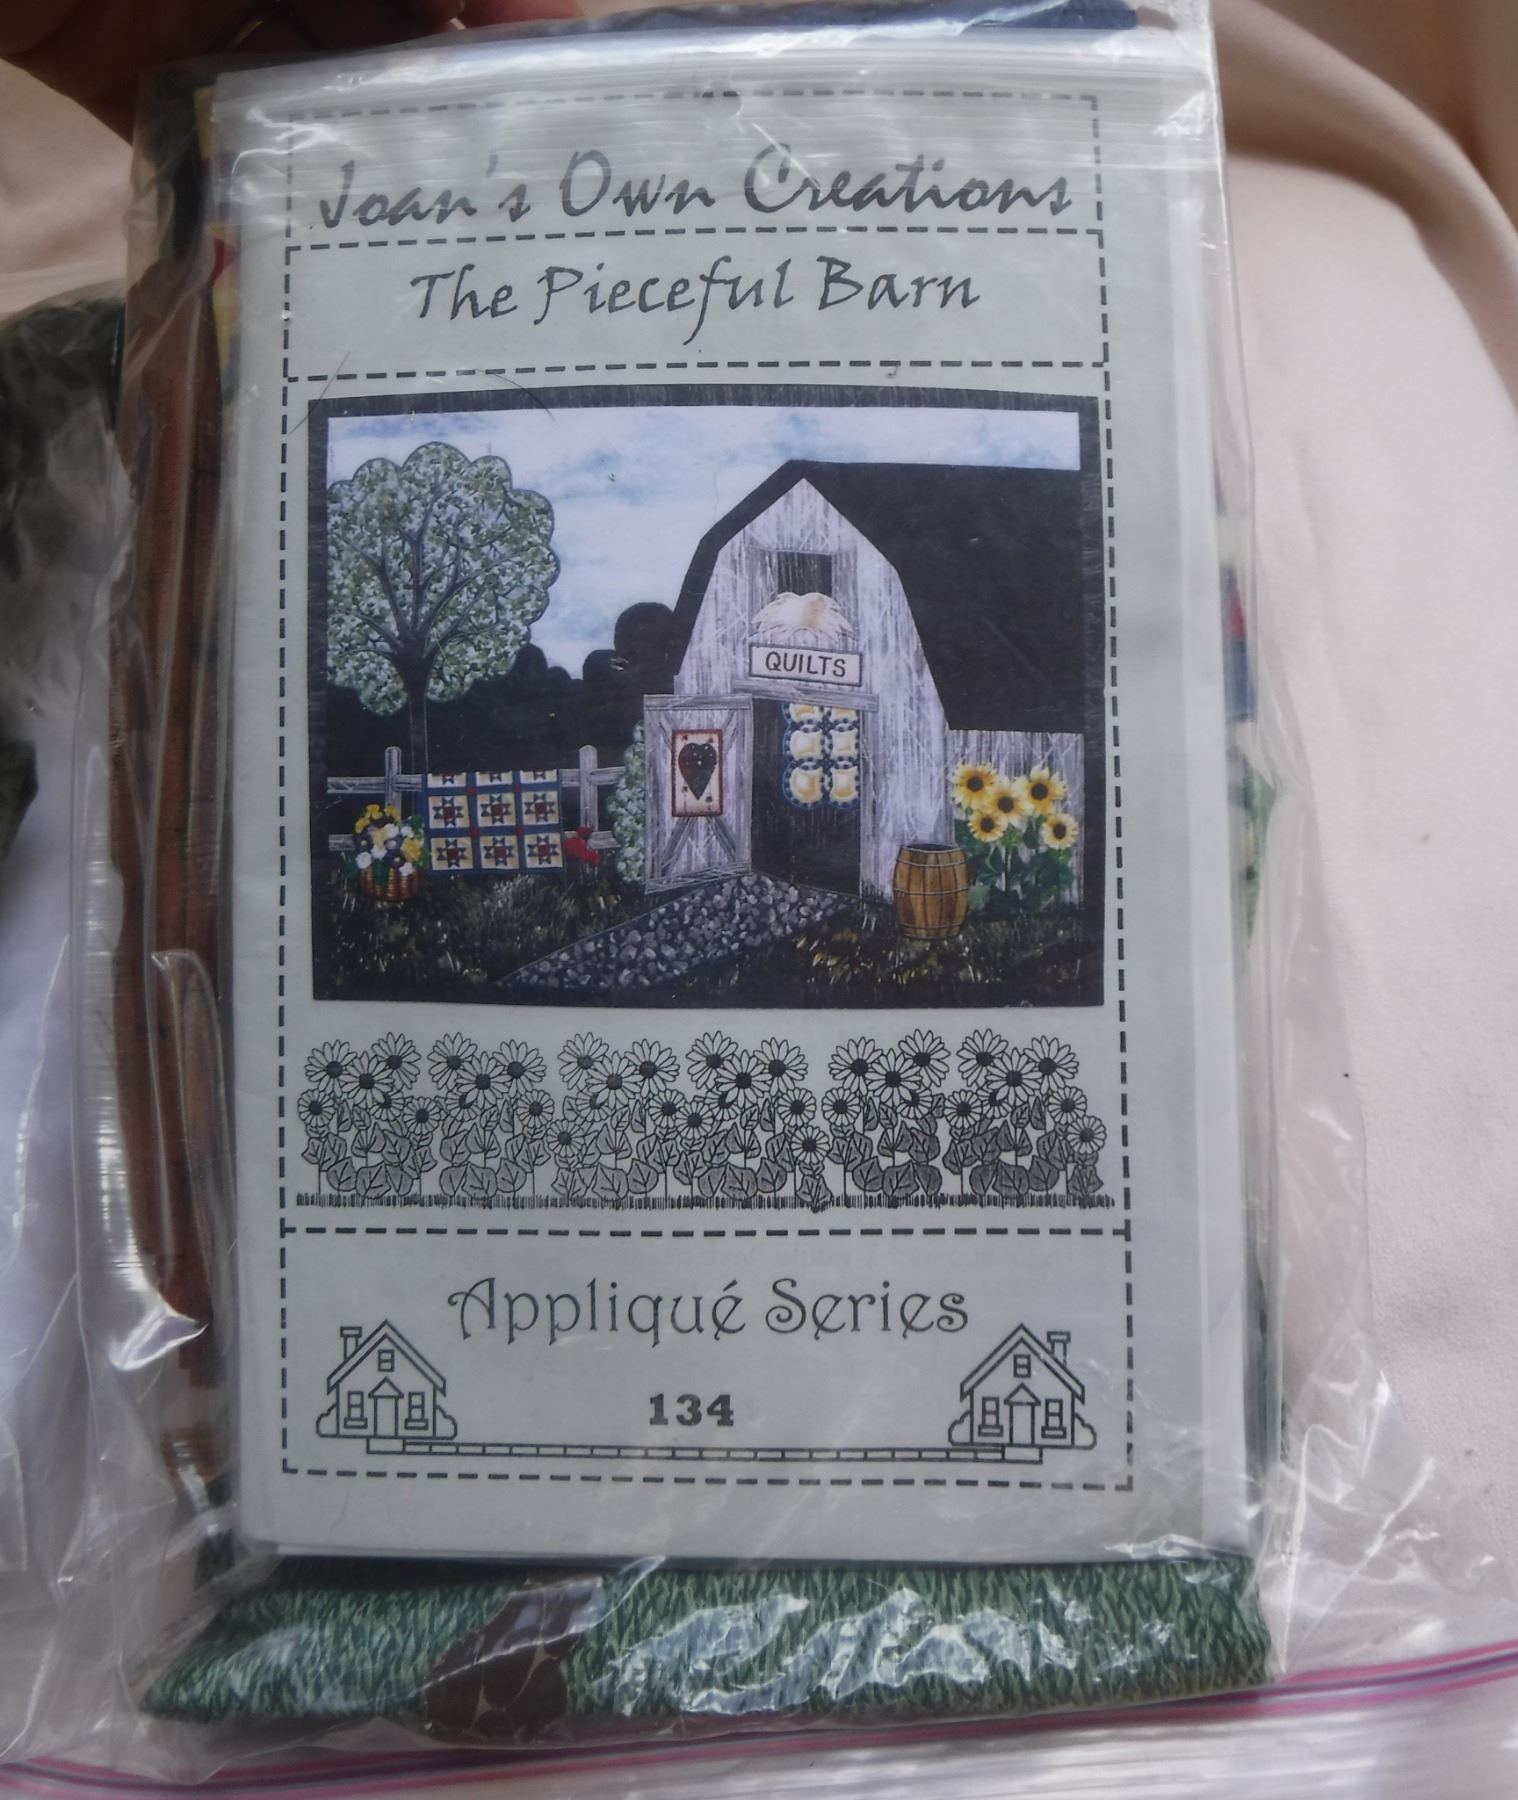 Joan's Own Creations
The Pieceful Barn
QUILTS
Appliqué Series
134